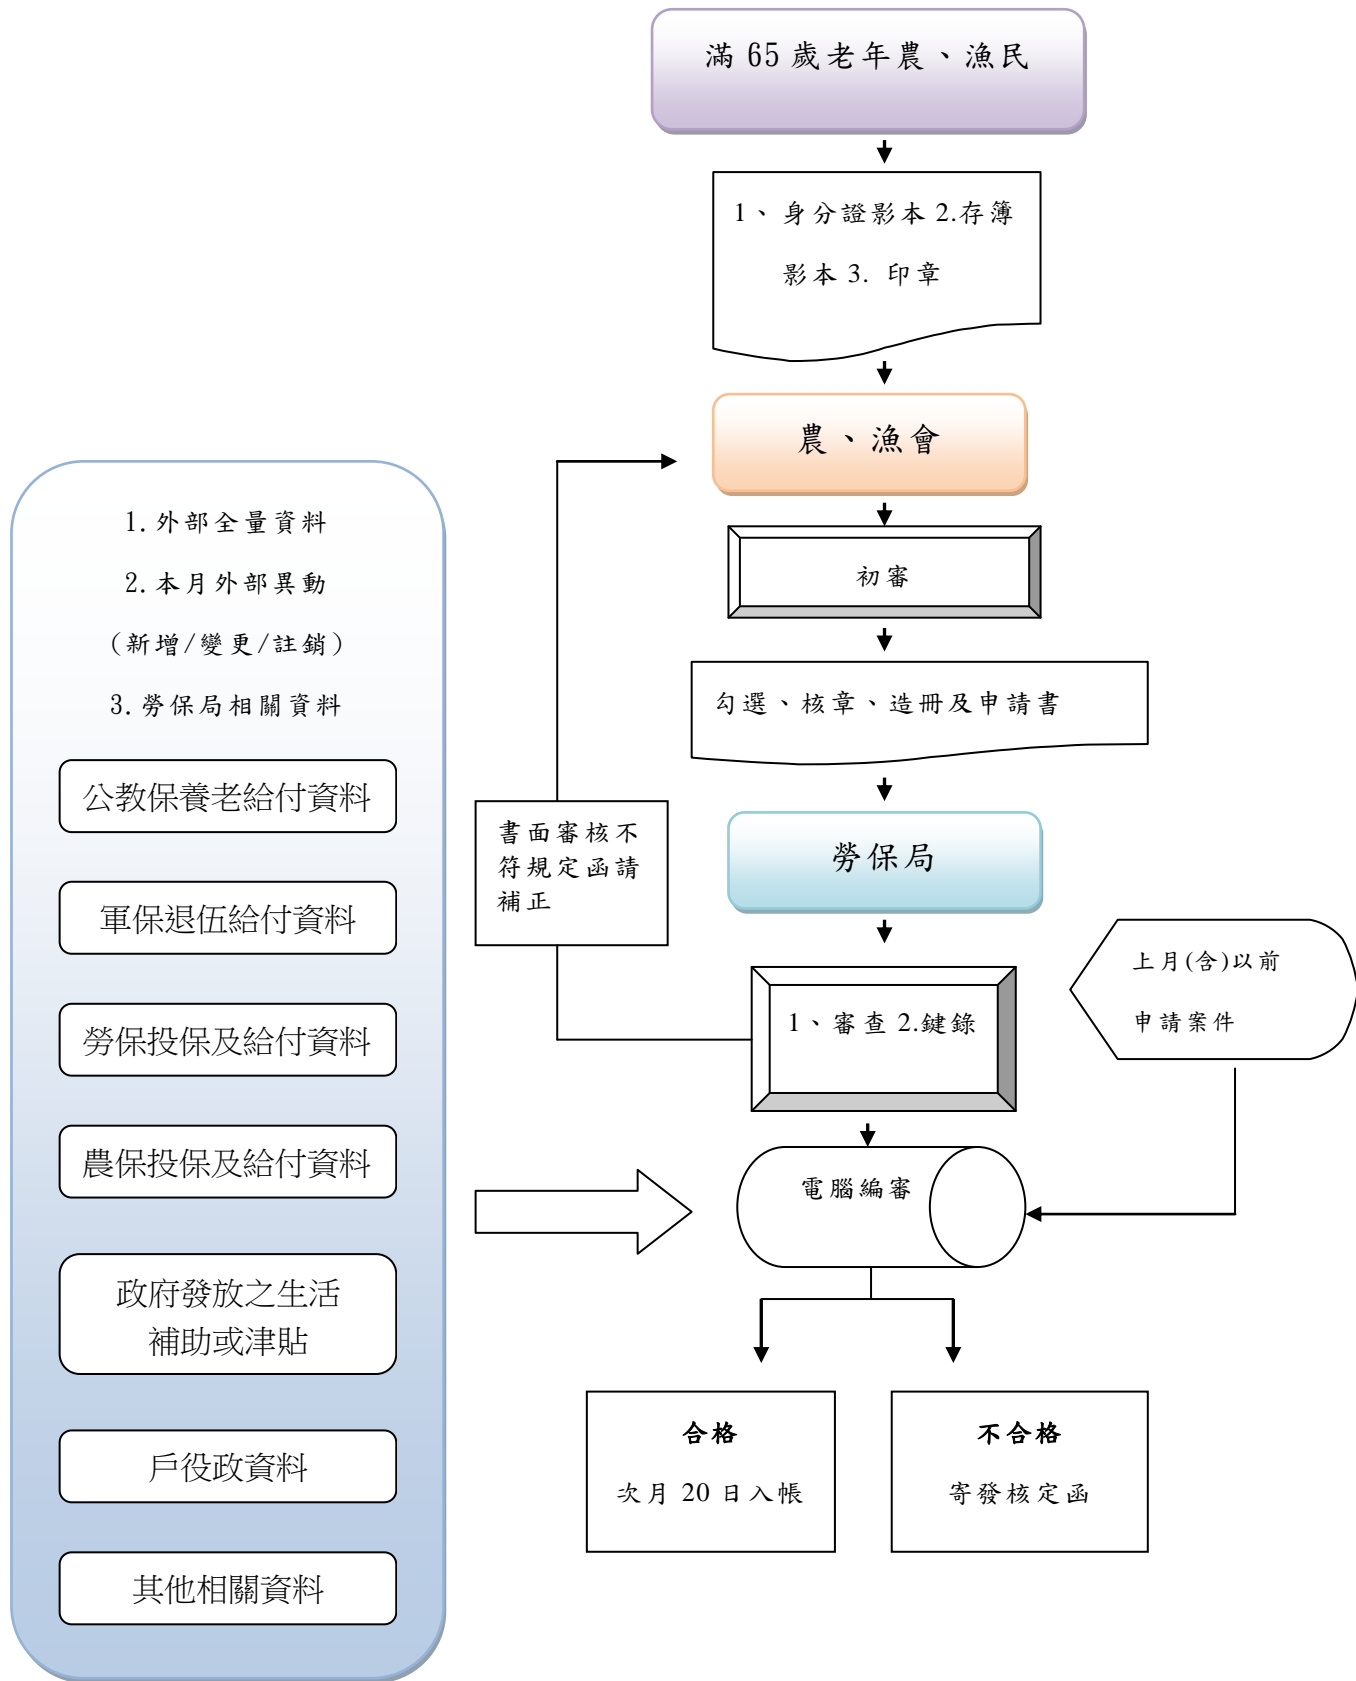 滿 65 歲老年農、漁民
1、 身分證影本 2.存簿
影本 3. 印章
農、漁會
初審
勾選、核章、造冊及申請書
勞保局
書面審核不
符規定函請
補正
1、審查 2.鍵錄
上月(含)以前
申請案件
電腦編審
合格
次月 20 日入帳
不合格
寄發核定函
1.外部全量資料
2.本月外部異動
(新增/變更/註銷)
3.勞保局相關資料
公教保養老給付資料
軍保退伍給付資料
勞保投保及給付資料
農保投保及給付資料
政府發放之生活
補助或津貼
戶役政資料
其他相關資料